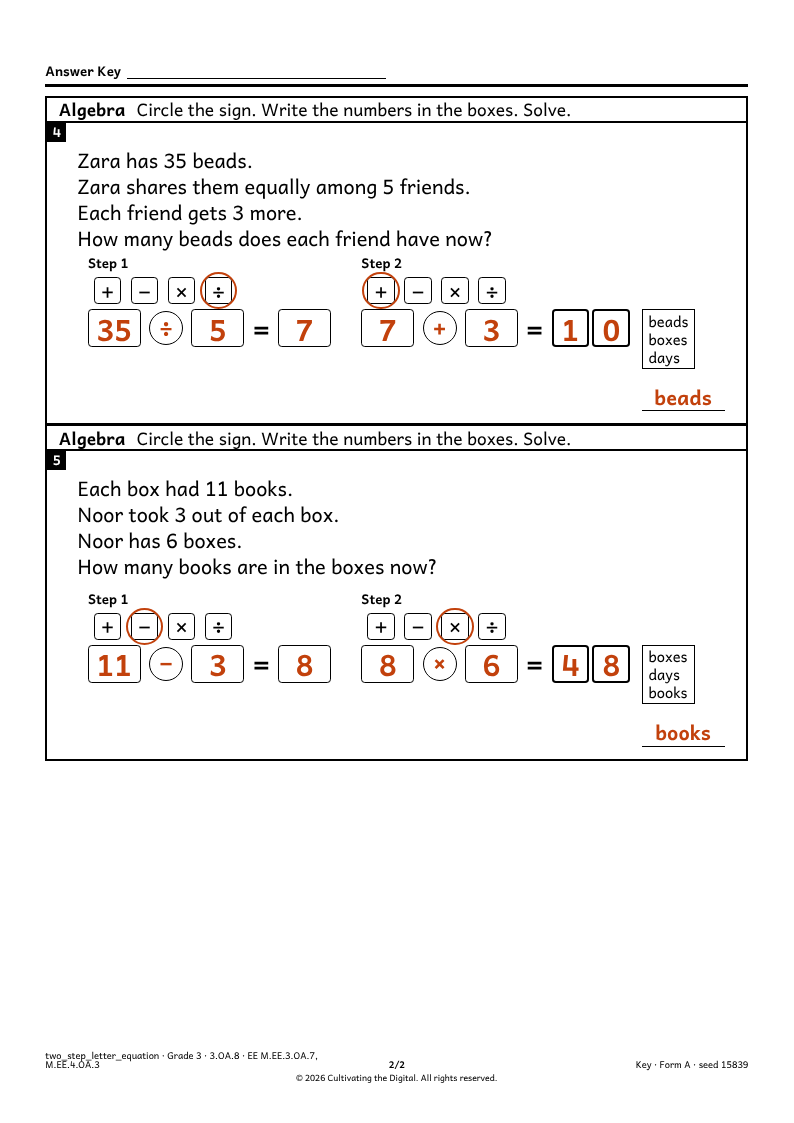 Answer Key
Algebra Circle the sign. Write the numbers in the boxes. Solve.
4
Zara has 35 beads.
Zara shares them equally among 5 friends.
Each friend gets 3 more.
How many beads does each friend have now?
Step 1 Step 2
+ − × ÷ + − × ÷
35 ÷ 5 = 7 7 + 3 = 1 0
beads
boxes
days
beads
Algebra Circle the sign. Write the numbers in the boxes. Solve.
5
Each box had 11 books.
Noor took 3 out of each box.
Noor has 6 boxes.
How many books are in the boxes now?
Step 1 Step 2
+ − × ÷ + − × ÷
11 − 3 = 8 8 × 6 = 4 8
boxes
days
books
books
two_step_letter_equation · Grade 3 · 3.OA.8 · EE M.EE.3.OA.7,
M.EE.4.OA.3 2/2 Key · Form A · seed 15839
© 2026 Cultivating the Digital. All rights reserved.